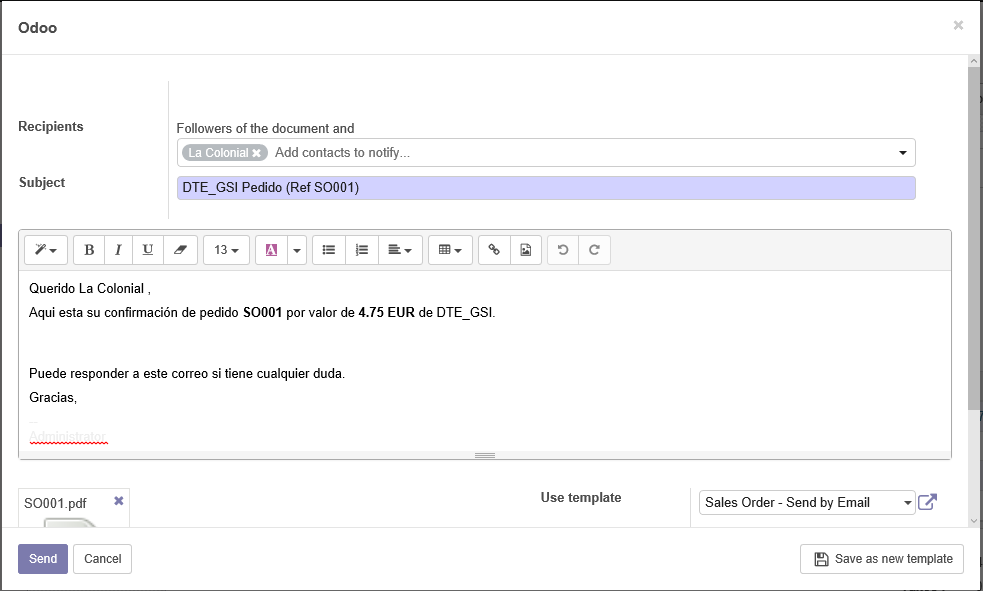 Odoo
Recipients
Followers of the document and
La Colonial Add contacts to notify...
Subject
DTE_GSI Pedido (Ref SO001)
B I U 13 A
Querido La Colonial ,
Aqui esta su confirmación de pedido SO001 por valor de 4.75 EUR de DTE_GSI.
Puede responder a este correo si tiene cualquier duda.
Gracias,
--
Administrator
SO001.pdf
Use template
Sales Order - Send by Email
Send
Cancel
Save as new template